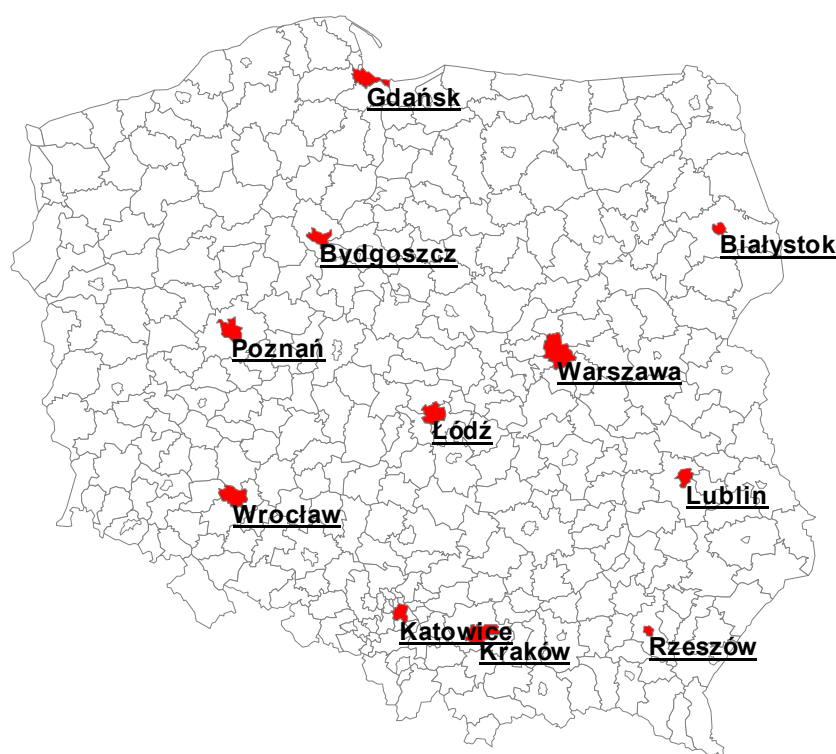 Gdańsk
Białystok
Bydgoszcz
Poznań
Warszawa
Łódź
Lublin
Wrocław
Katowice
Kraków
Rzeszów